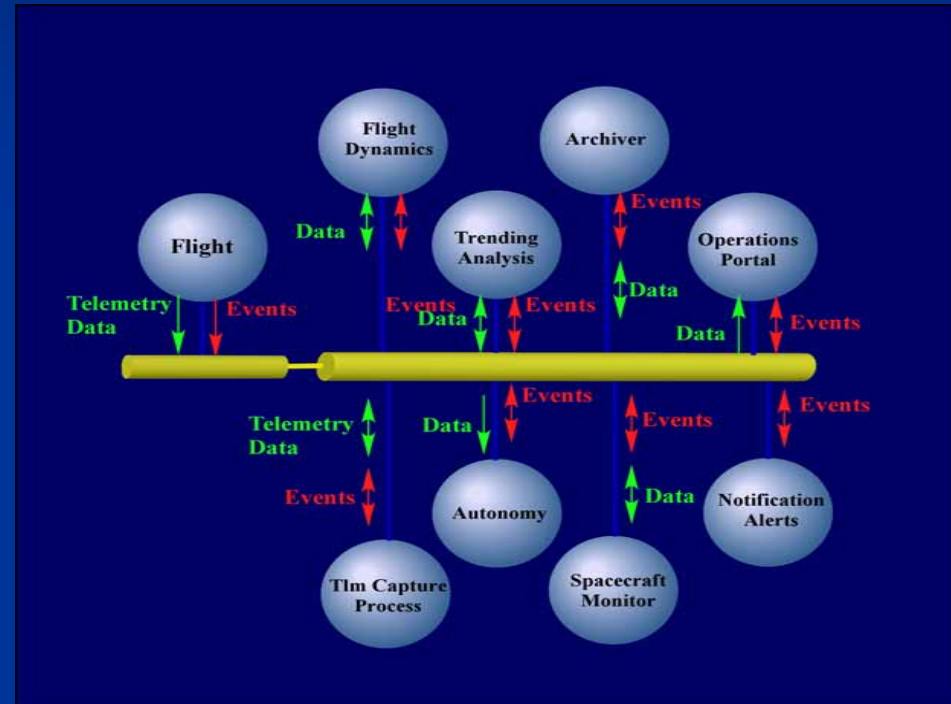 Flight
Dynamics
Archiver
Events
Data
Trending
Analysis
Operations
Portal
Flight
Data
Telemetry
Data
Events
Events
Data
Events
Data
Events
Telemetry
Data
Data
Events
Events
Events
Events
Data
Autonomy
Notification
Alerts
Tlm Capture
Process
Spacecraft
Monitor